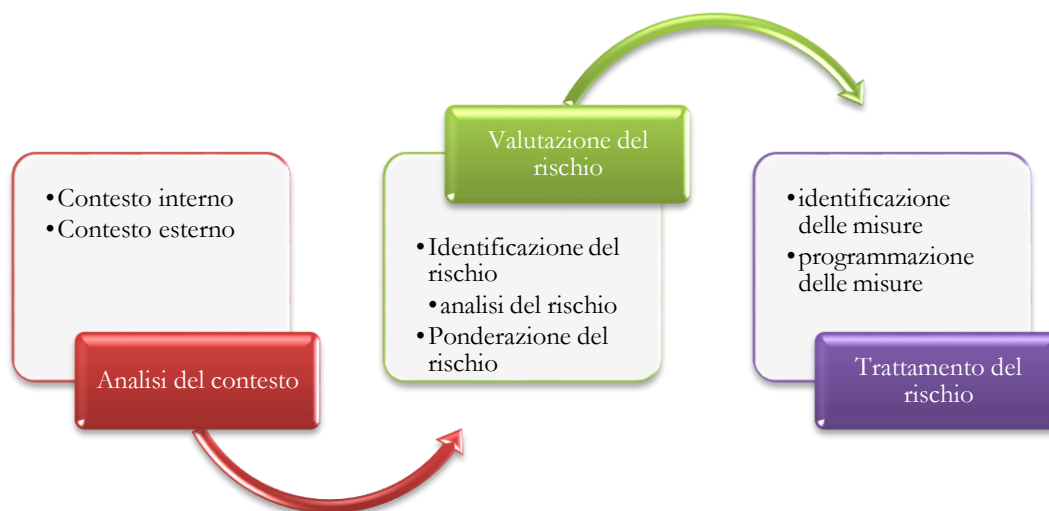 •Contesto interno
•Contesto esterno
Analisi del contesto
Valutazione del
rischio
•Identificazione del
rischio
•analisi del rischio
•Ponderazione del
rischio
•identificazione
delle misure
•programmazione
delle misure
Trattamento del
rischio